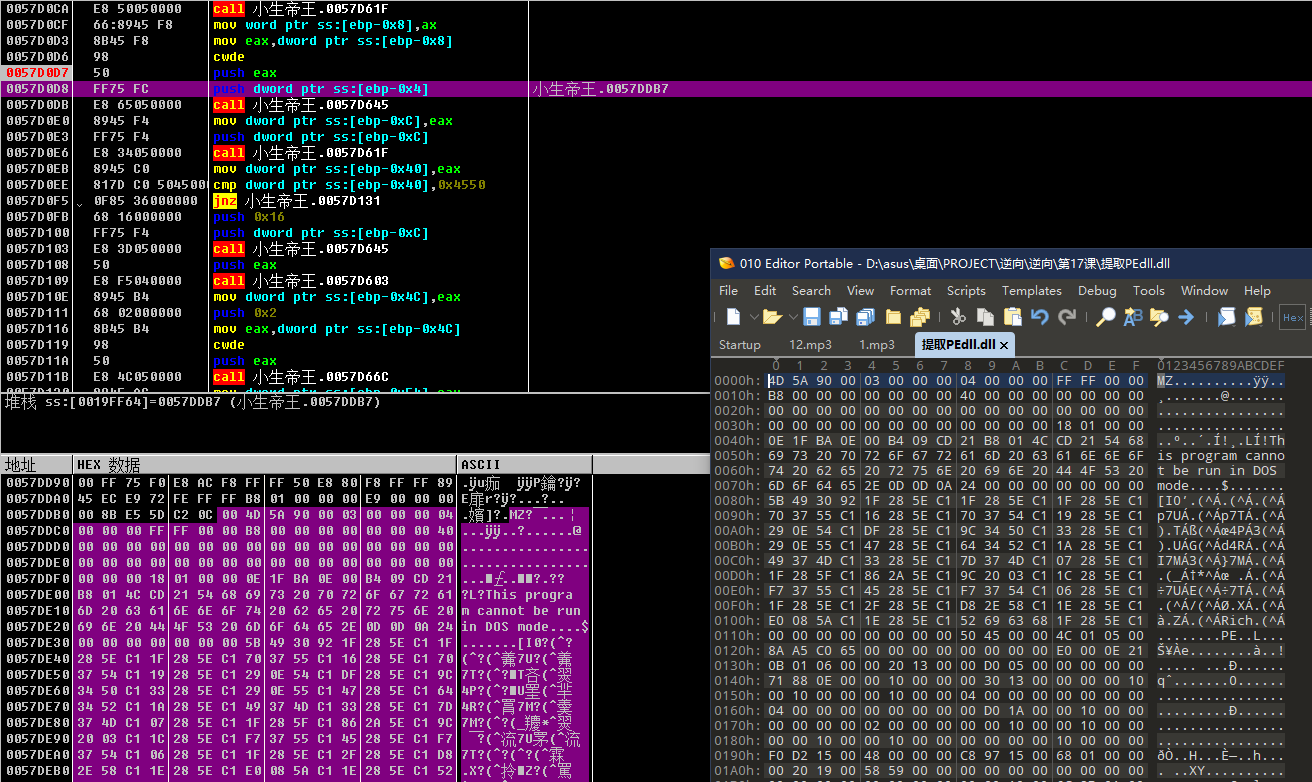 0057D0CA E8 50050000 call 小生帝王.0057D61F
0057D0CF 66:8945 F8 mov word ptr ss:[ebp-0x8],ax
0057D0D3 8B45 F8 mov eax,dword ptr ss:[ebp-0x8]
0057D0D6 98 cwde
0057D0D7 50 push eax
0057D0D8 FF75 FC push dword ptr ss:[ebp-0x4] 小生帝王.0057DDB7
0057D0DB E8 65050000 call 小生帝王.0057D645
0057D0E0 8945 F4 mov dword ptr ss:[ebp-0xC],eax
0057D0E3 FF75 F4 push dword ptr ss:[ebp-0xC]
0057D0E6 E8 34050000 call 小生帝王.0057D61F
0057D0EB 8945 C0 mov dword ptr ss:[ebp-0x40],eax
0057D0EE 817D C0 5045000 cmp dword ptr ss:[ebp-0x40],0x4550
0057D0F5 0F85 36000000 jnz 小生帝王.0057D131
0057D0FB 68 16000000 push 0x16
0057D100 FF75 F4 push dword ptr ss:[ebp-0xC]
0057D103 E8 3D050000 call 小生帝王.0057D645
0057D108 50 push eax
0057D109 E8 F5040000 call 小生帝王.0057D603
0057D10E 8945 B4 mov dword ptr ss:[ebp-0x4C],eax
0057D111 68 02000000 push 0x2
0057D116 8B45 B4 mov eax,dword ptr ss:[ebp-0x4C]
0057D119 98 cwde
0057D11A 50 push eax
0057D11B E8 4C050000 call 小生帝王.0057D66C
堆栈 ss:[0019FF64]=0057DDB7 (小生帝王.0057DDB7)
地址 HEX 数据 ASCII
0057DD90 00 FF 75 F0 E8 AC F8 FF FF 50 E8 80 F8 FF FF 89
0057DDA0 45 EC E9 72 FE FF FF B8 01 00 00 00 E9 00 00 00
0057DDB0 00 8B E5 5D C2 0C 00 4D 5A 90 00 03 00 00 00 04
0057DDC0 00 00 00 FF FF 00 00 B8 00 00 00 00 00 00 00 40
0057DDD0 00 00 00 00 00 00 00 00 00 00 00 00 00 00 00 00
0057DDE0 00 00 00 00 00 00 00 00 00 00 00 00 00 00 00 00
0057DDF0 00 00 00 18 01 00 00 0E 1F BA 0E 00 B4 09 CD 21
0057DE00 B8 01 4C CD 21 54 68 69 73 20 70 72 6F 67 72 61 ?L?This progra
0057DE10 6D 20 63 61 6E 6E 6F 74 20 62 65 20 72 75 6E 20 m cannot be run
0057DE20 69 6E 20 44 4F 53 20 6D 6F 64 65 2E 0D 0D 0A 24 in DOS mode....$
0057DE30 00 00 00 00 00 00 00 5B 49 30 92 1F 28 5E C1 1F
0057DE40 28 5E C1 1F 28 5E C1 70 37 55 C1 16 28 5E C1 70
0057DE50 37 54 C1 19 28 5E C1 29 0E 54 C1 DF 28 5E C1 9C
0057DE60 34 50 C1 33 28 5E C1 29 0E 55 C1 47 28 5E C1 64
0057DE70 34 52 C1 1A 28 5E C1 49 37 4D C1 33 28 5E C1 7D
0057DE80 37 4D C1 07 28 5E C1 1F 28 5F C1 86 2A 5E C1 9C
0057DE90 20 03 C1 1C 28 5E C1 F7 37 55 C1 45 28 5E C1 F7
0057DEA0 37 54 C1 06 28 5E C1 1F 28 5E C1 2F 28 5E C1 D8
0057DEB0 2E 58 C1 1E 28 5E C1 E0 08 5A C1 1E 28 5E C1 52
010 Editor Portable - D:\asus\桌面\PROJECT\逆向\逆向\第17课\提取PEdll.dll
File Edit Search View Format Scripts Templates Debug Tools Window Help
Hex
Startup 12.mp3 1.mp3 提取PEdll.dll ×
0 1 2 3 4 5 6 7 8 9 A B C D E F 0123456789ABCDEF
0000h: 4D 5A 90 00 03 00 00 00 04 00 00 00 FF FF 00 00 MZ..........ÿÿ..
0010h: B8 00 00 00 00 00 00 00 40 00 00 00 00 00 00 00 ¸.......@.......
0020h: 00 00 00 00 00 00 00 00 00 00 00 00 00 00 00 00 ................
0030h: 00 00 00 00 00 00 00 00 00 00 00 00 18 01 00 00 ................
0040h: 0E 1F BA 0E 00 B4 09 CD 21 B8 01 4C CD 21 54 68 ..º..´.Í!¸.LÍ!Th
0050h: 69 73 20 70 72 6F 67 72 61 6D 20 63 61 6E 6E 6F is program canno
0060h: 74 20 62 65 20 72 75 6E 20 69 6E 20 44 4F 53 20 t be run in DOS
0070h: 6D 6F 64 65 2E 0D 0D 0A 24 00 00 00 00 00 00 00 mode....$.......
0080h: 5B 49 30 92 1F 28 5E C1 1F 28 5E C1 1F 28 5E C1 [I0’.(^Á.(^Á.(^Á
0090h: 70 37 55 C1 16 28 5E C1 70 37 54 C1 19 28 5E C1 p7UÁ.(^Áp7TÁ.(^Á
00A0h: 29 0E 54 C1 DF 28 5E C1 9C 34 50 C1 33 28 5E C1 ).TÁß(^Áœ4PÁ3(^Á
00B0h: 29 0E 55 C1 47 28 5E C1 64 34 52 C1 1A 28 5E C1 ).UÁG(^Ád4RÁ.(^Á
00C0h: 49 37 4D C1 33 28 5E C1 7D 37 4D C1 07 28 5E C1 I7MÁ3(^Á}7MÁ.(^Á
00D0h: 1F 28 5F C1 86 2A 5E C1 9C 20 03 C1 1C 28 5E C1 .(_Á†*^Áœ .Á.(^Á
00E0h: F7 37 55 C1 45 28 5E C1 F7 37 54 C1 06 28 5E C1 ÷7UÁE(^Á÷7TÁ.(^Á
00F0h: 1F 28 5E C1 2F 28 5E C1 D8 2E 58 C1 1E 28 5E C1 .(^Á/(^ÁØ.XÁ.(^Á
0100h: E0 08 5A C1 1E 28 5E C1 52 69 63 68 1F 28 5E C1 à.ZÁ.(^ÁRich.(^Á
0110h: 00 00 00 00 00 00 00 00 50 45 00 00 4C 01 05 00 ........PE..L...
0120h: 8A A5 C0 65 00 00 00 00 00 00 00 00 E0 00 0E 21 Š¥Àe........à..!
0130h: 0B 01 06 00 00 20 13 00 00 D0 05 00 00 00 00 00 ..... ...Ð......
0140h: 71 88 0E 00 00 10 00 00 00 30 13 00 00 00 00 10 qˆ.......0......
0150h: 00 10 00 00 00 10 00 00 04 00 00 00 00 00 00 00 ................
0160h: 04 00 00 00 00 00 00 00 00 D0 1A 00 00 10 00 00 .........Ð......
0170h: 00 00 00 00 02 00 00 00 00 00 10 00 00 10 00 00 ................
0180h: 00 00 10 00 00 10 00 00 00 00 00 00 10 00 00 00 ................
0190h: F0 D2 15 00 48 00 00 00 C8 97 15 00 68 01 00 00 ðÒ..H...È—..h...
01A0h: 00 20 19 00 58 59 00 00 00 00 00 00 00 00 00 00 . ..XY..........